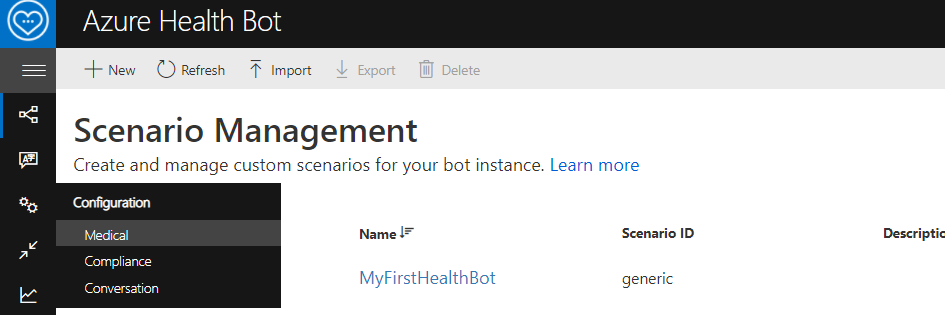 Azure Health Bot
New Refresh Import Export Delete
Scenario Management
Create and manage custom scenarios for your bot instance. Learn more
Configuration
Medical
Compliance
Conversation
Name Scenario ID Descriptio
MyFirstHealthBot generic